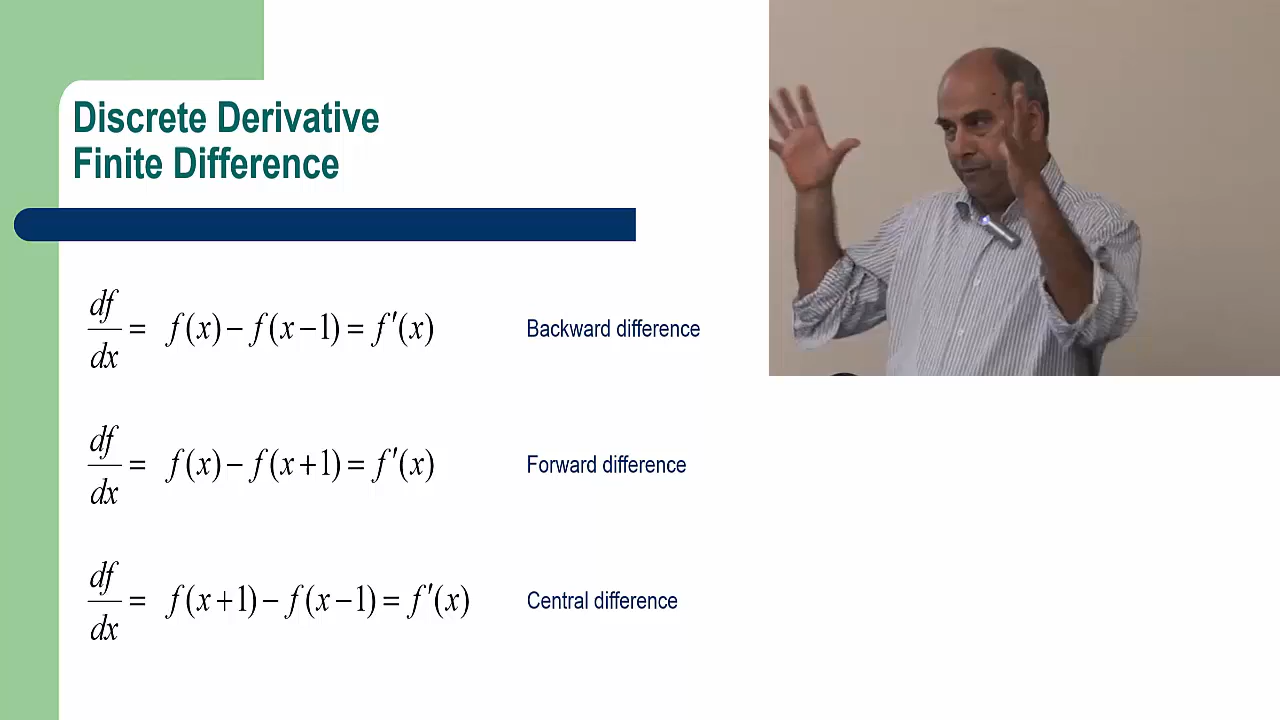 Discrete Derivative
Finite Difference
df/dx = f(x) − f(x−1) = f′(x) Backward difference
df/dx = f(x) − f(x+1) = f′(x) Forward difference
df/dx = f(x+1) − f(x−1) = f′(x) Central difference